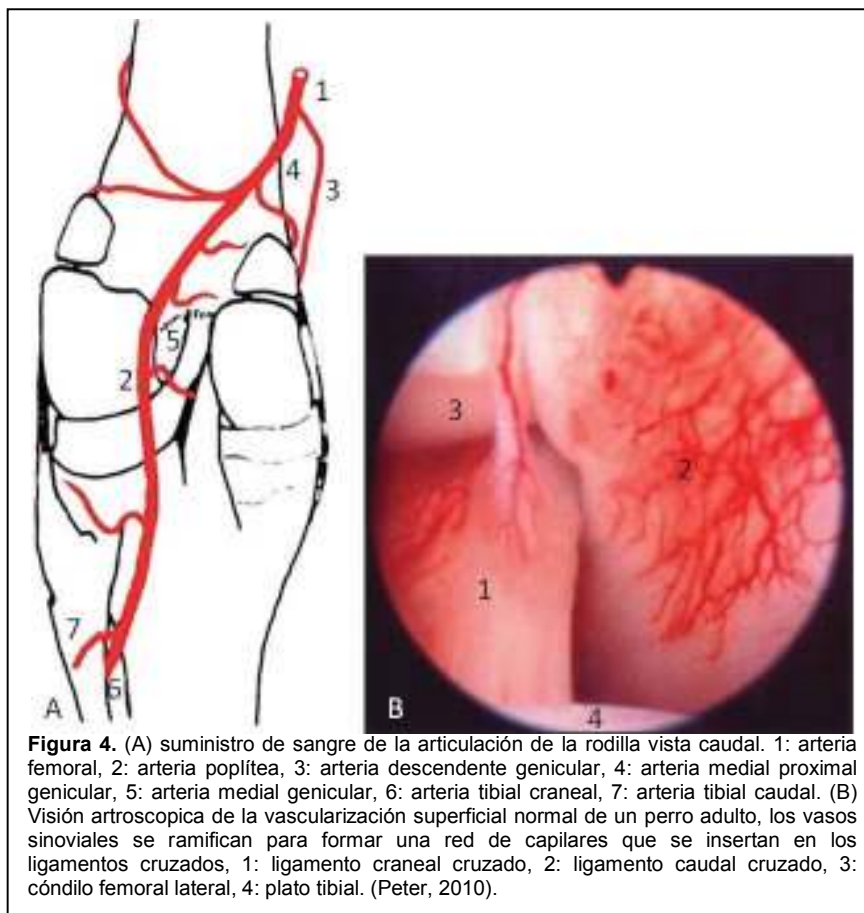 1
4
3
5
2
7
6
A
3
2
1
4
B
Figura 4. (A) suministro de sangre de la articulación de la rodilla vista caudal. 1: arteria
femoral, 2: arteria poplítea, 3: arteria descendente genicular, 4: arteria medial proximal
genicular, 5: arteria medial genicular, 6: arteria tibial craneal, 7: arteria tibial caudal. (B)
Visión artroscopica de la vascularización superficial normal de un perro adulto, los vasos
sinoviales se ramifican para formar una red de capilares que se insertan en los
ligamentos cruzados, 1: ligamento craneal cruzado, 2: ligamento caudal cruzado, 3:
cóndilo femoral lateral, 4: plato tibial. (Peter, 2010).